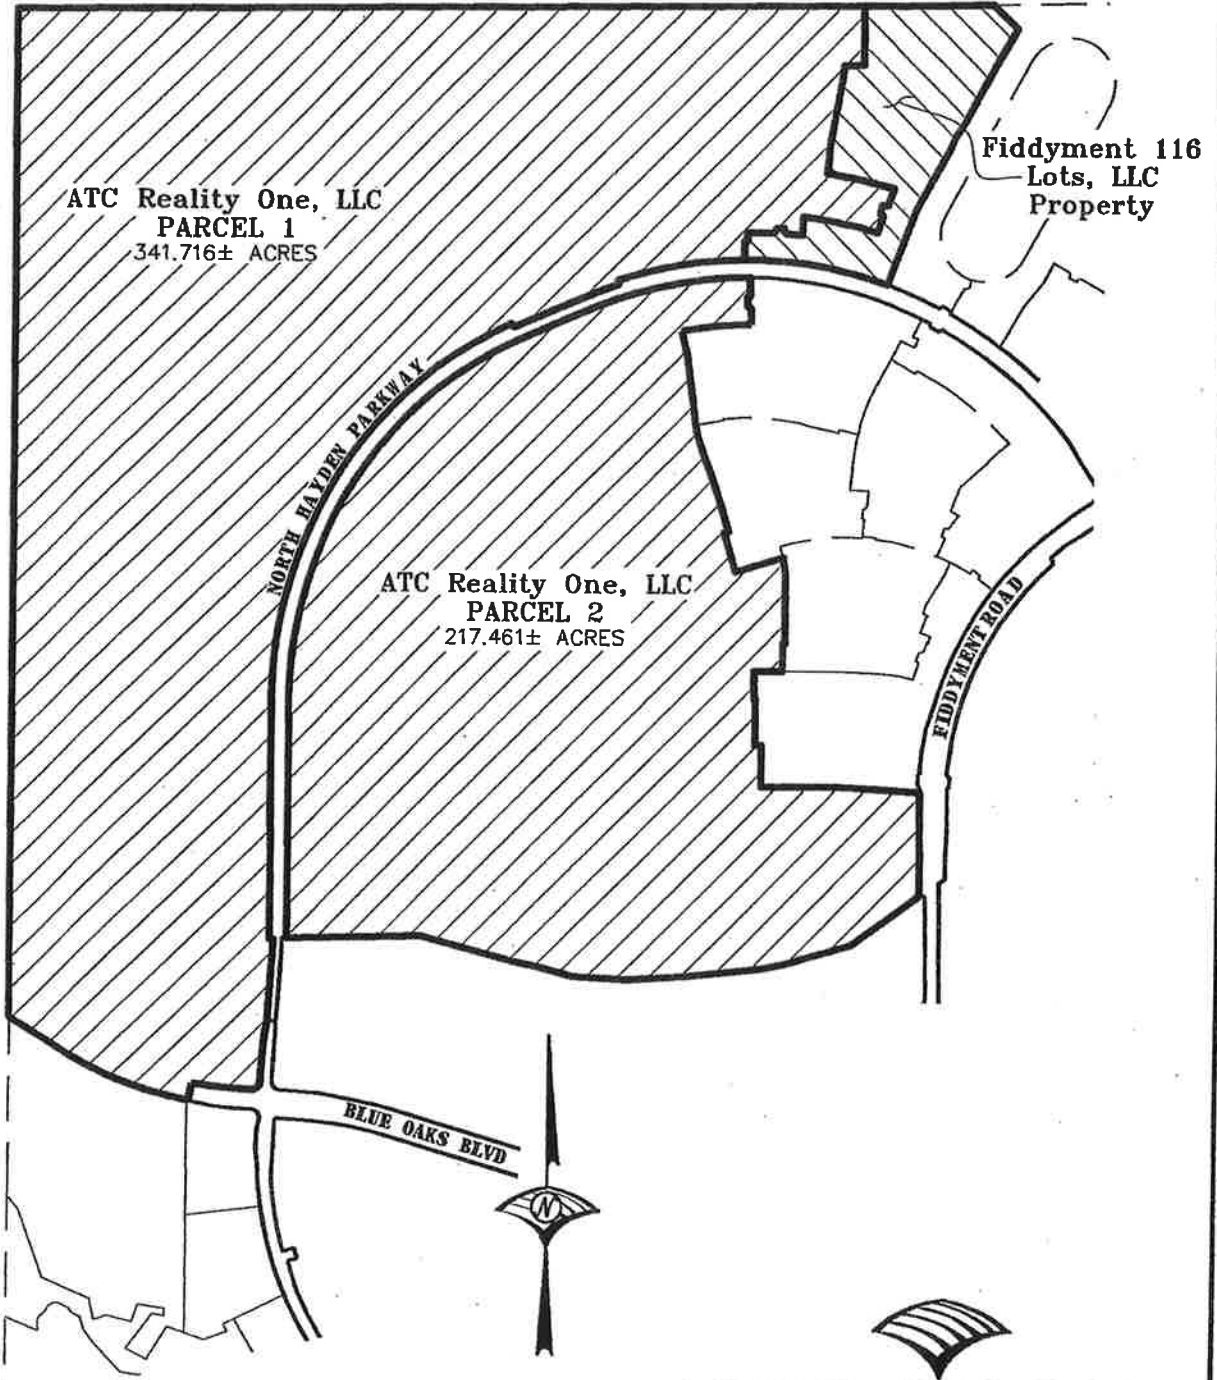 Fiddyment 116
Lots, LLC
Property
ATC Reality One, LLC
PARCEL 1
341.716± ACRES
NORTH HAYDEN PARKWAY
ATC Reality One, LLC
PARCEL 2
217.461± ACRES
FIDDYMENT ROAD
BLUE OAKS BLVD
N